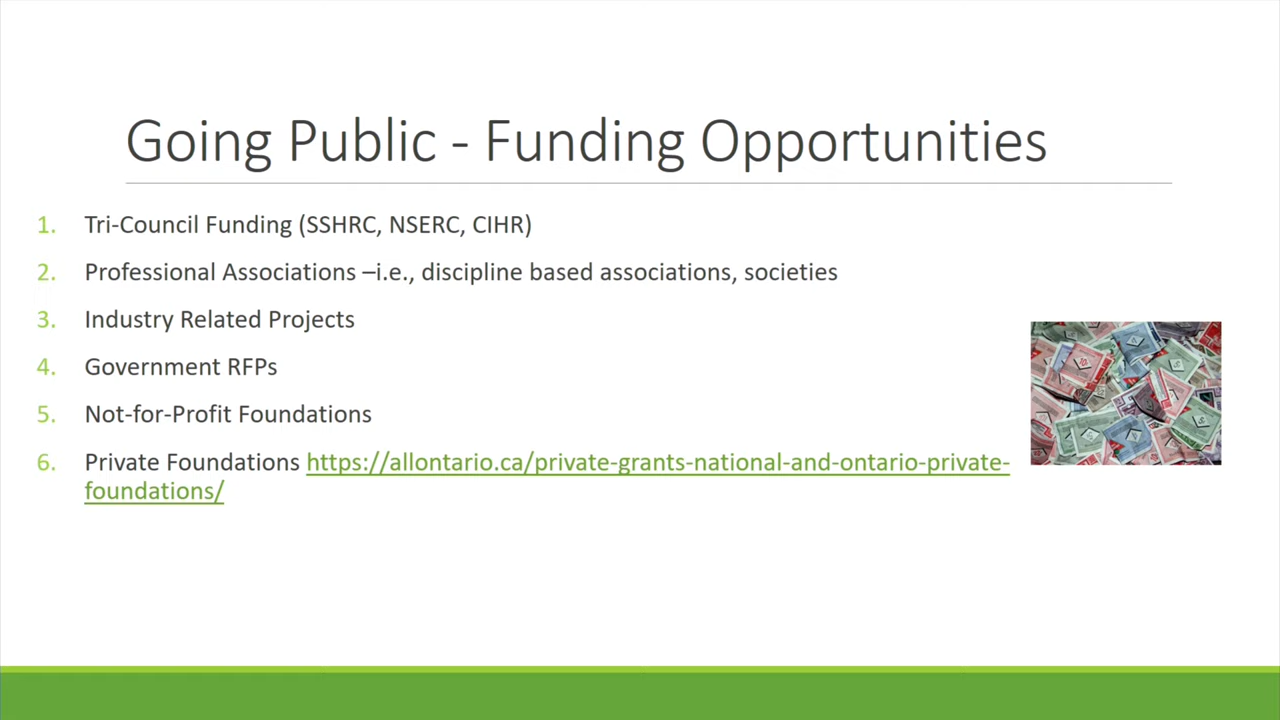 Going Public - Funding Opportunities
1. Tri-Council Funding (SSHRC, NSERC, CIHR)
2. Professional Associations –i.e., discipline based associations, societies
3. Industry Related Projects
4. Government RFPs
5. Not-for-Profit Foundations
6. Private Foundations https://allontario.ca/private-grants-national-and-ontario-private-
foundations/